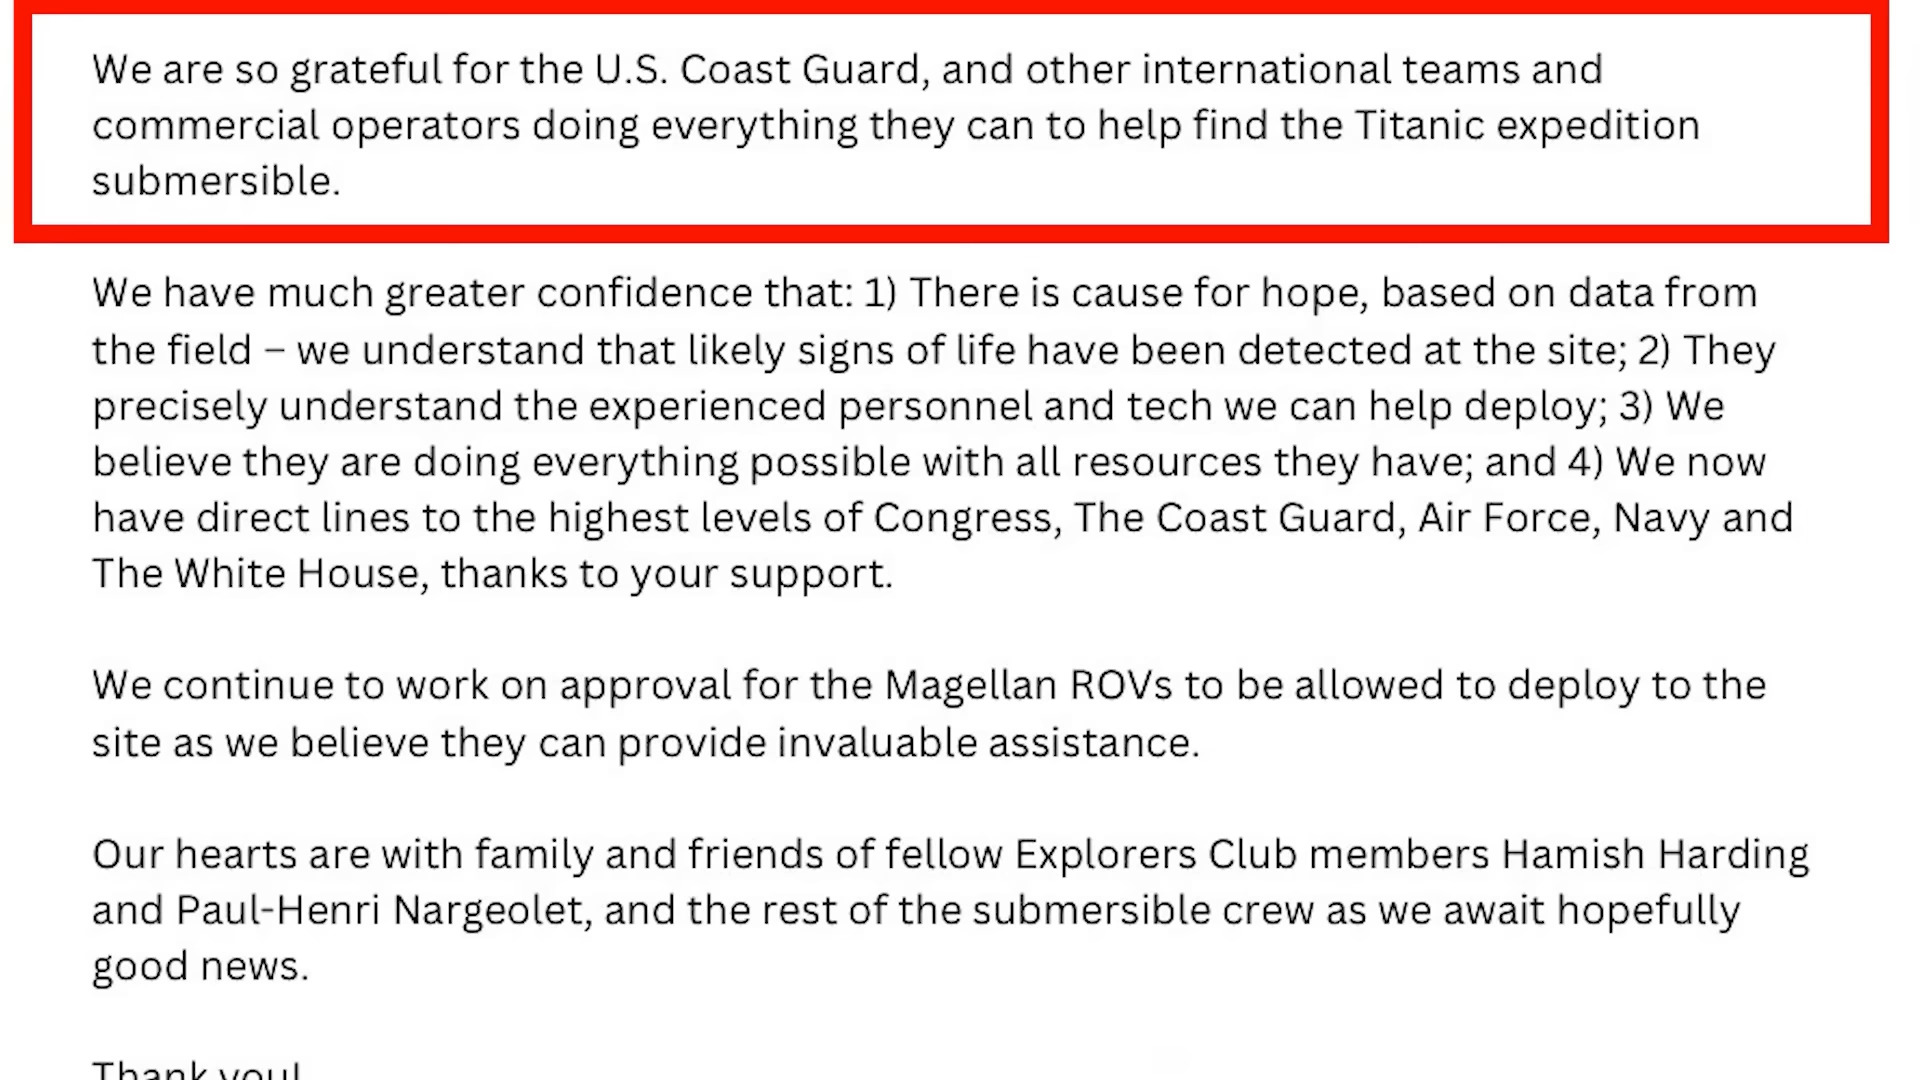 We are so grateful for the U.S. Coast Guard, and other international teams and
commercial operators doing everything they can to help find the Titanic expedition
submersible.
We have much greater confidence that: 1) There is cause for hope, based on data from
the field – we understand that likely signs of life have been detected at the site; 2) They
precisely understand the experienced personnel and tech we can help deploy; 3) We
believe they are doing everything possible with all resources they have; and 4) We now
have direct lines to the highest levels of Congress, The Coast Guard, Air Force, Navy and
The White House, thanks to your support.
We continue to work on approval for the Magellan ROVs to be allowed to deploy to the
site as we believe they can provide invaluable assistance.
Our hearts are with family and friends of fellow Explorers Club members Hamish Harding
and Paul-Henri Nargeolet, and the rest of the submersible crew as we await hopefully
good news.
Thank you!